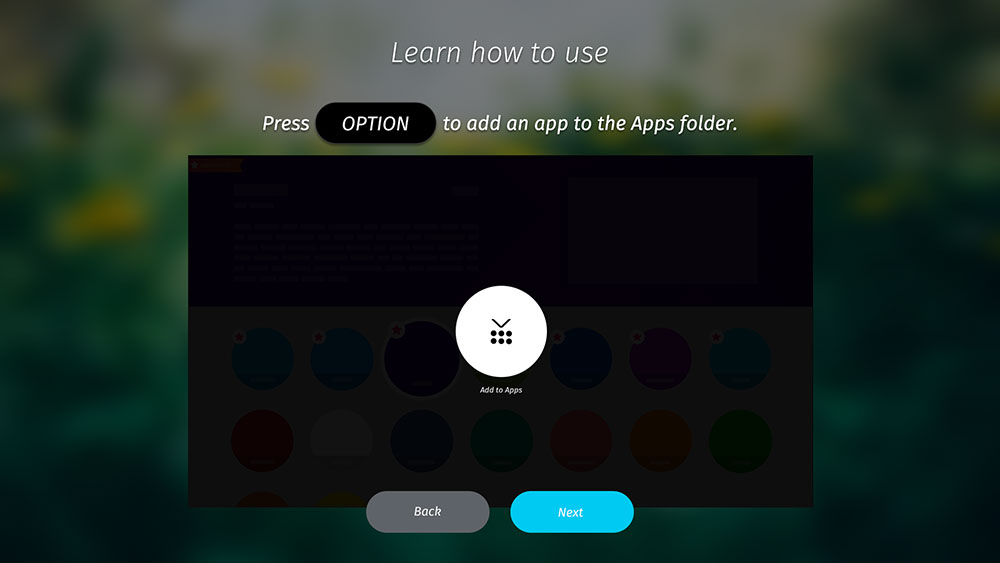 Learn how to use
Press OPTION to add an app to the Apps folder.
Add to Apps
Back Next